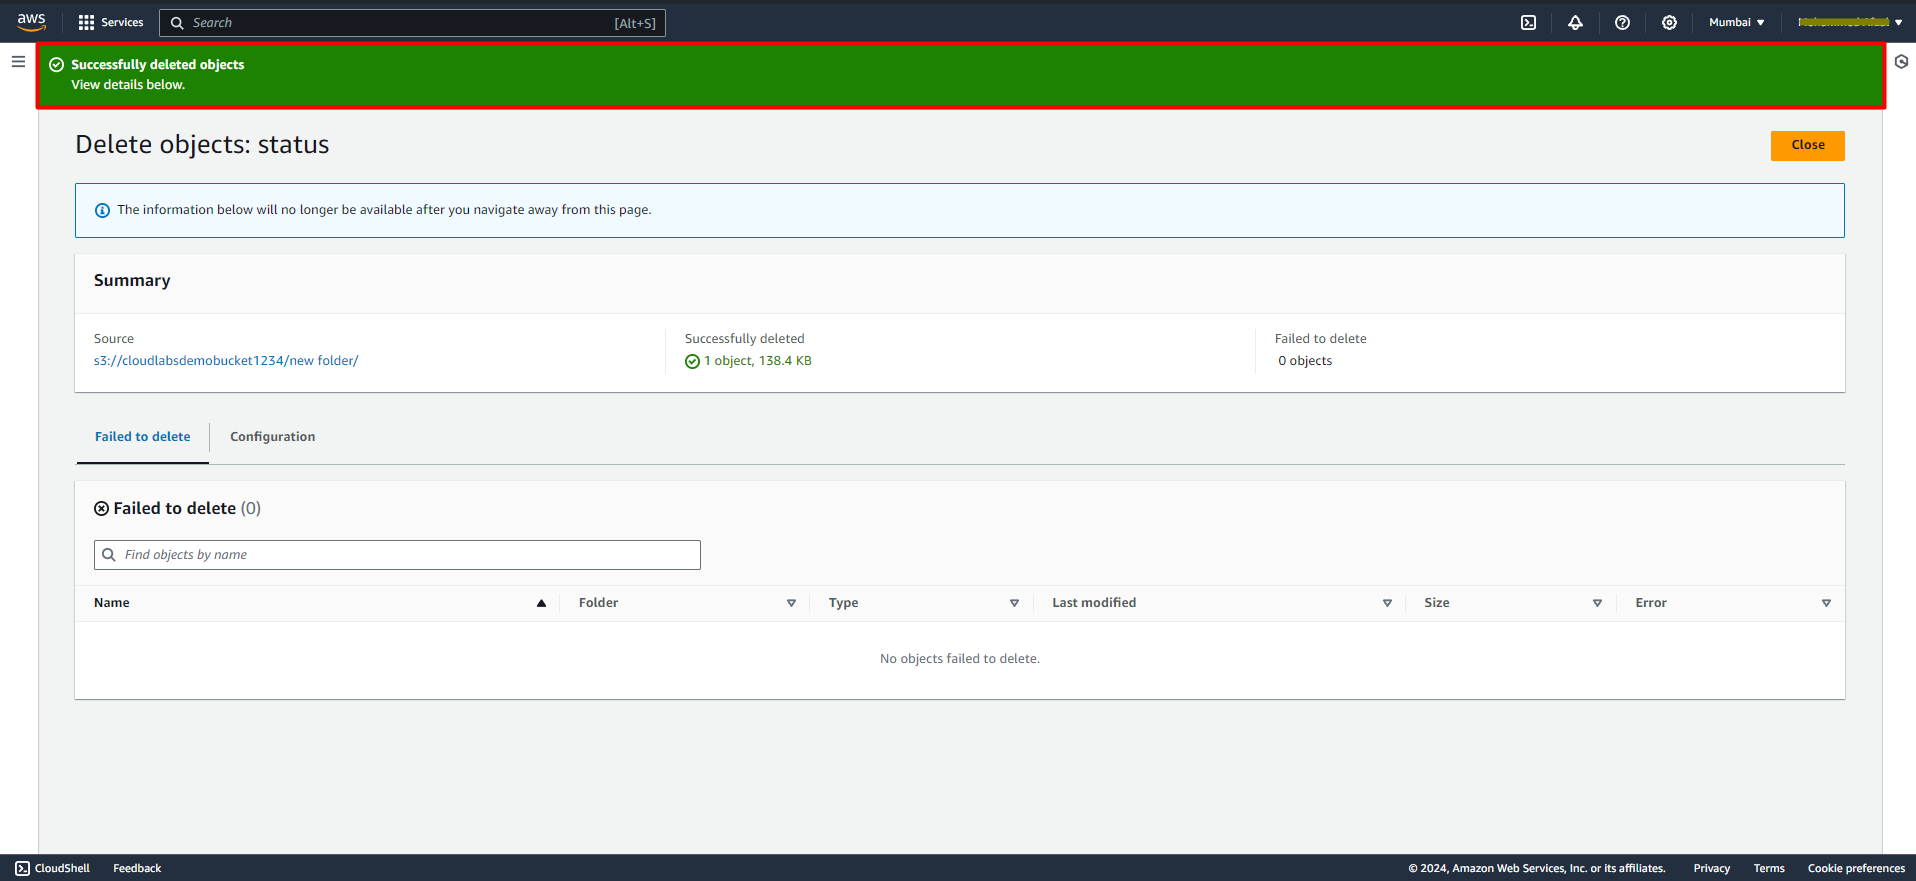 aws
Services
Search
[Alt+S]
Mumbai
Successfully deleted objects
View details below.
Delete objects: status
Close
The information below will no longer be available after you navigate away from this page.
Summary
Source
s3://cloudlabsdemobucket1234/new folder/
Successfully deleted
1 object, 138.4 KB
Failed to delete
0 objects
Failed to delete
Configuration
Failed to delete (0)
Find objects by name
Name
Folder
Type
Last modified
Size
Error
No objects failed to delete.
CloudShell
Feedback
© 2024, Amazon Web Services, Inc. or its affiliates.
Privacy
Terms
Cookie preferences